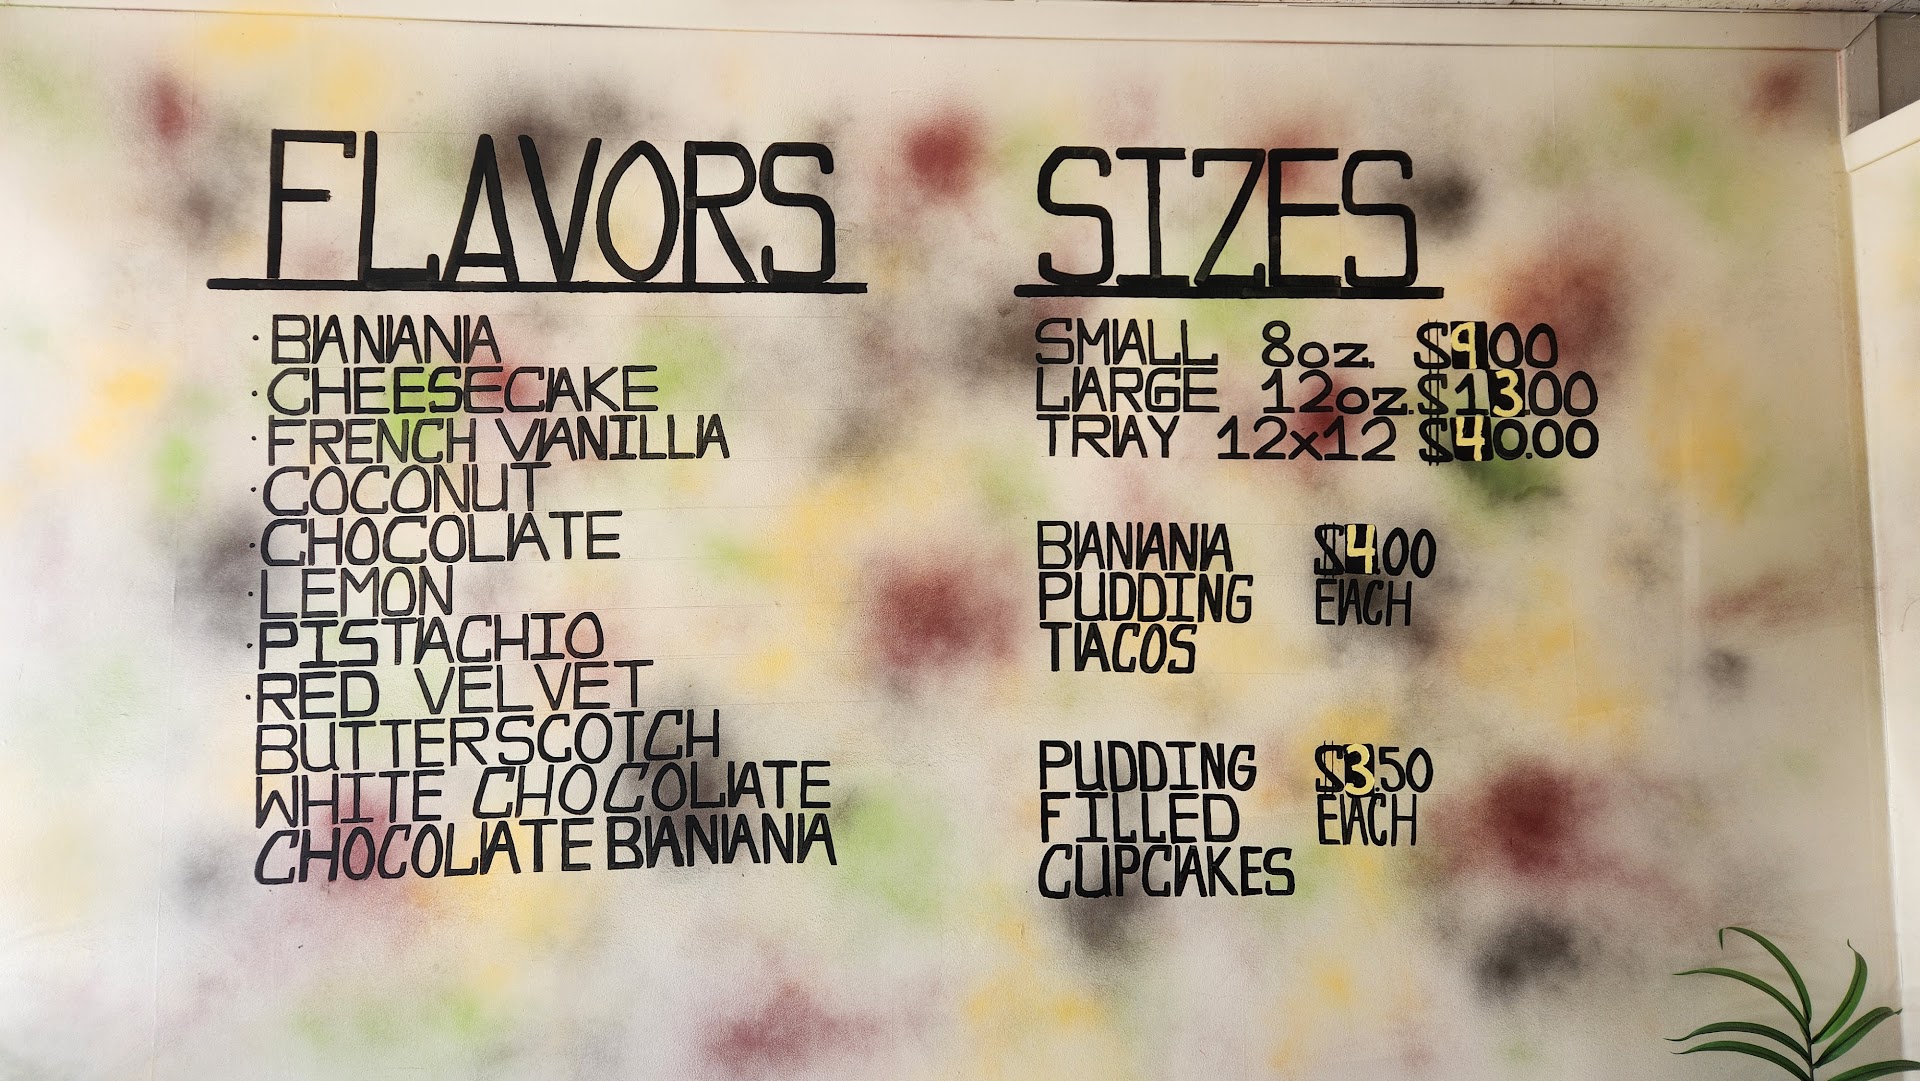 FLAVORS
· BANANA
· CHEESECAKE
· FRENCH VANILLA
· COCONUT
· CHOCOLATE
· LEMON
· PISTACHIO
· RED VELVET
BUTTERSCOTCH
WHITE CHOCOLATE
CHOCOLATE BANANA
SIZES
SMALL 8oz. $9.00
LARGE 12oz. $13.00
TRAY 12x12 $40.00
BANANA $4.00
PUDDING EACH
TACOS
PUDDING $3.50
FILLED EACH
CUPCAKES